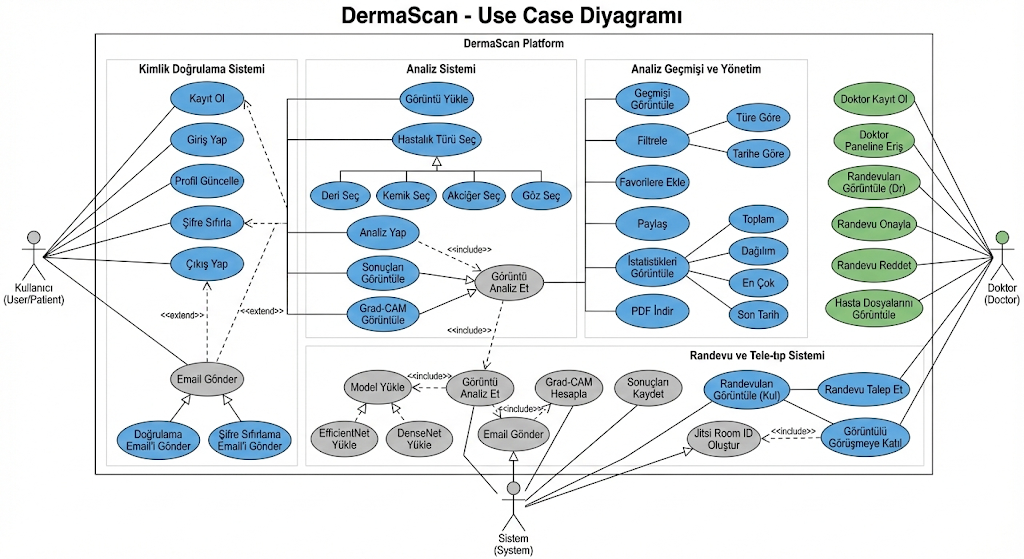 DermaScan - Use Case Diyagramı
DermaScan Platform
Kimlik Doğrulama Sistemi
Kayıt Ol
Giriş Yap
Profil Güncelle
Şifre Sıfırla
Çıkış Yap
<<extend>>
<<extend>>
Email Gönder
Doğrulama
Email'i Gönder
Şifre Sıfırlama
Email'i Gönder
Kullanıcı
(User/Patient)
Analiz Sistemi
Görüntü Yükle
Hastalık Türü Seç
Deri Seç
Kemik Seç
Akciğer Seç
Göz Seç
Analiz Yap
<<include>>
Sonuçları
Görüntüle
Görüntü
Analiz Et
Grad-CAM
Görüntüle
<<include>>
Analiz Geçmişi ve Yönetim
Geçmişi
Görüntüle
Filtrele
Türe Göre
Tarihe Göre
Favorilere Ekle
Paylaş
Toplam
İstatistikleri
Görüntüle
Dağılım
En Çok
PDF İndir
Son Tarih
Doktor Kayıt Ol
Doktor
Paneline Eriş
Randevuları
Görüntüle (Dr)
Randevu Onayla
Randevu Reddet
Hasta Dosyalarını
Görüntüle
Doktor
(Doctor)
Randevu ve Tele-tıp Sistemi
Model Yükle
<<include>>
Görüntü
Analiz Et
Grad-CAM
Hesapla
Sonuçları
Kaydet
<<include>>
EfficientNet
Yükle
DenseNet
Yükle
Email Gönder
Randevuları
Görüntüle (Kul)
Randevu Talep Et
Jitsi Room ID
Oluştur
<<include>>
Görüntülü
Görüşmeye Katıl
Sistem
(System)